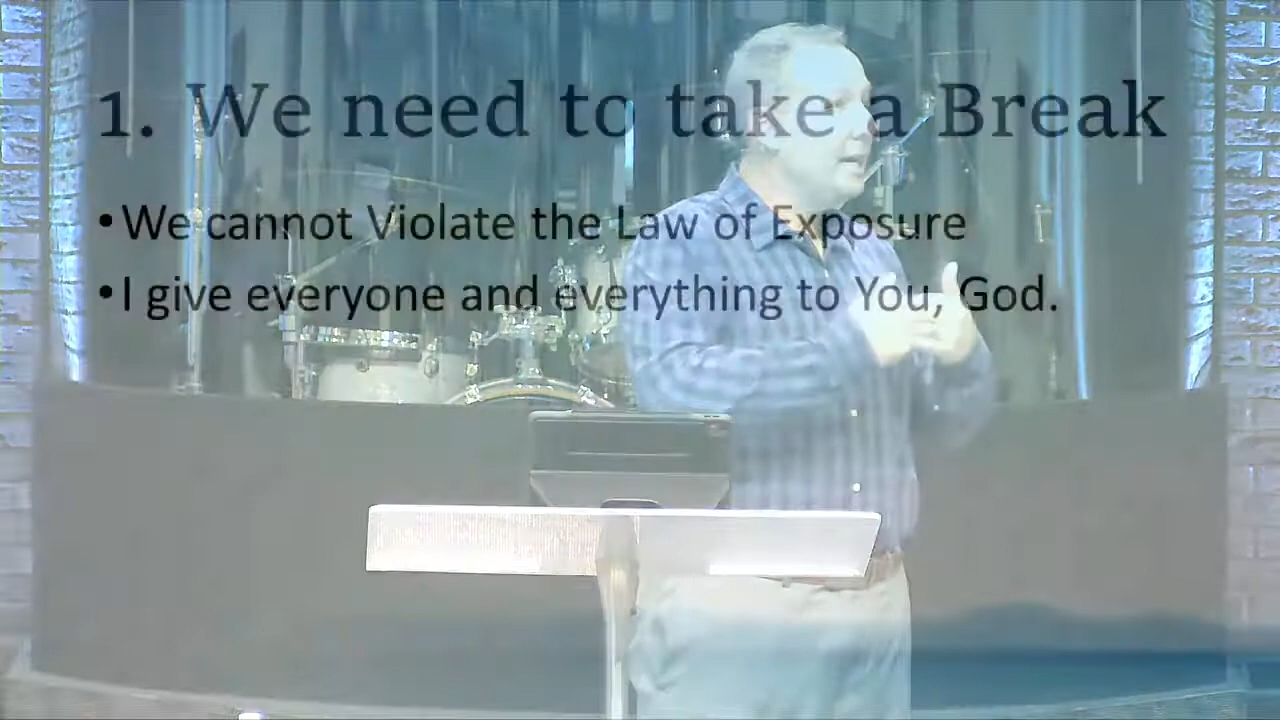 1. We need to take a Break
• We cannot Violate the Law of Exposure
• I give everyone and everything to You, God.